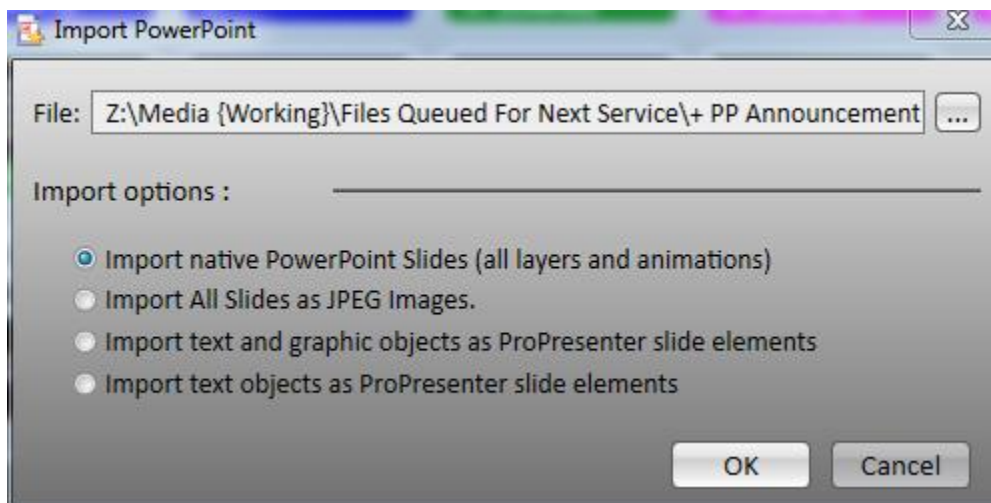 Import PowerPoint
File: Z:\Media {Working}\Files Queued For Next Service\+ PP Announcement ...
Import options :
Import native PowerPoint Slides (all layers and animations)
Import All Slides as JPEG Images.
Import text and graphic objects as ProPresenter slide elements
Import text objects as ProPresenter slide elements
OK Cancel